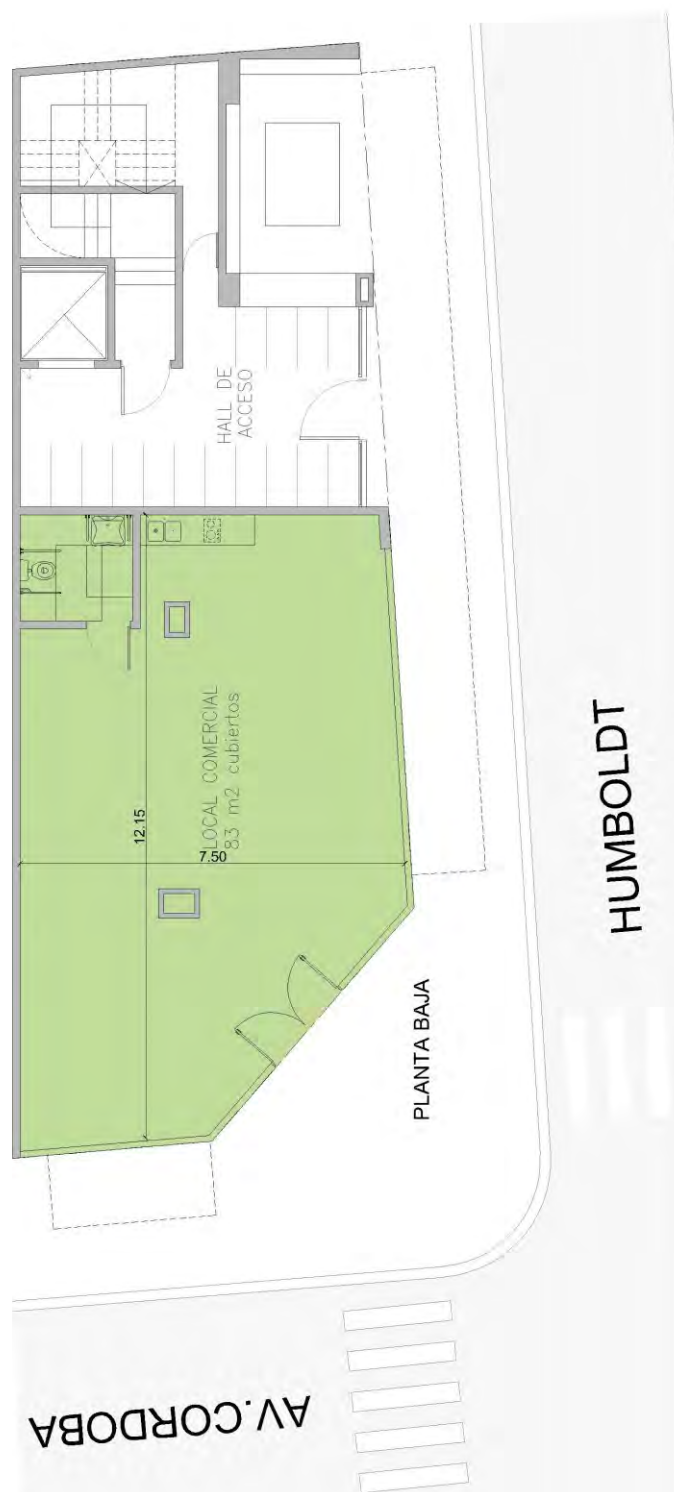 HALL DE
ACCESO
LOCAL COMERCIAL
83 m2 cubiertos
12.15
7.50
HUMBOLDT
PLANTA BAJA
AV.CORDOBA